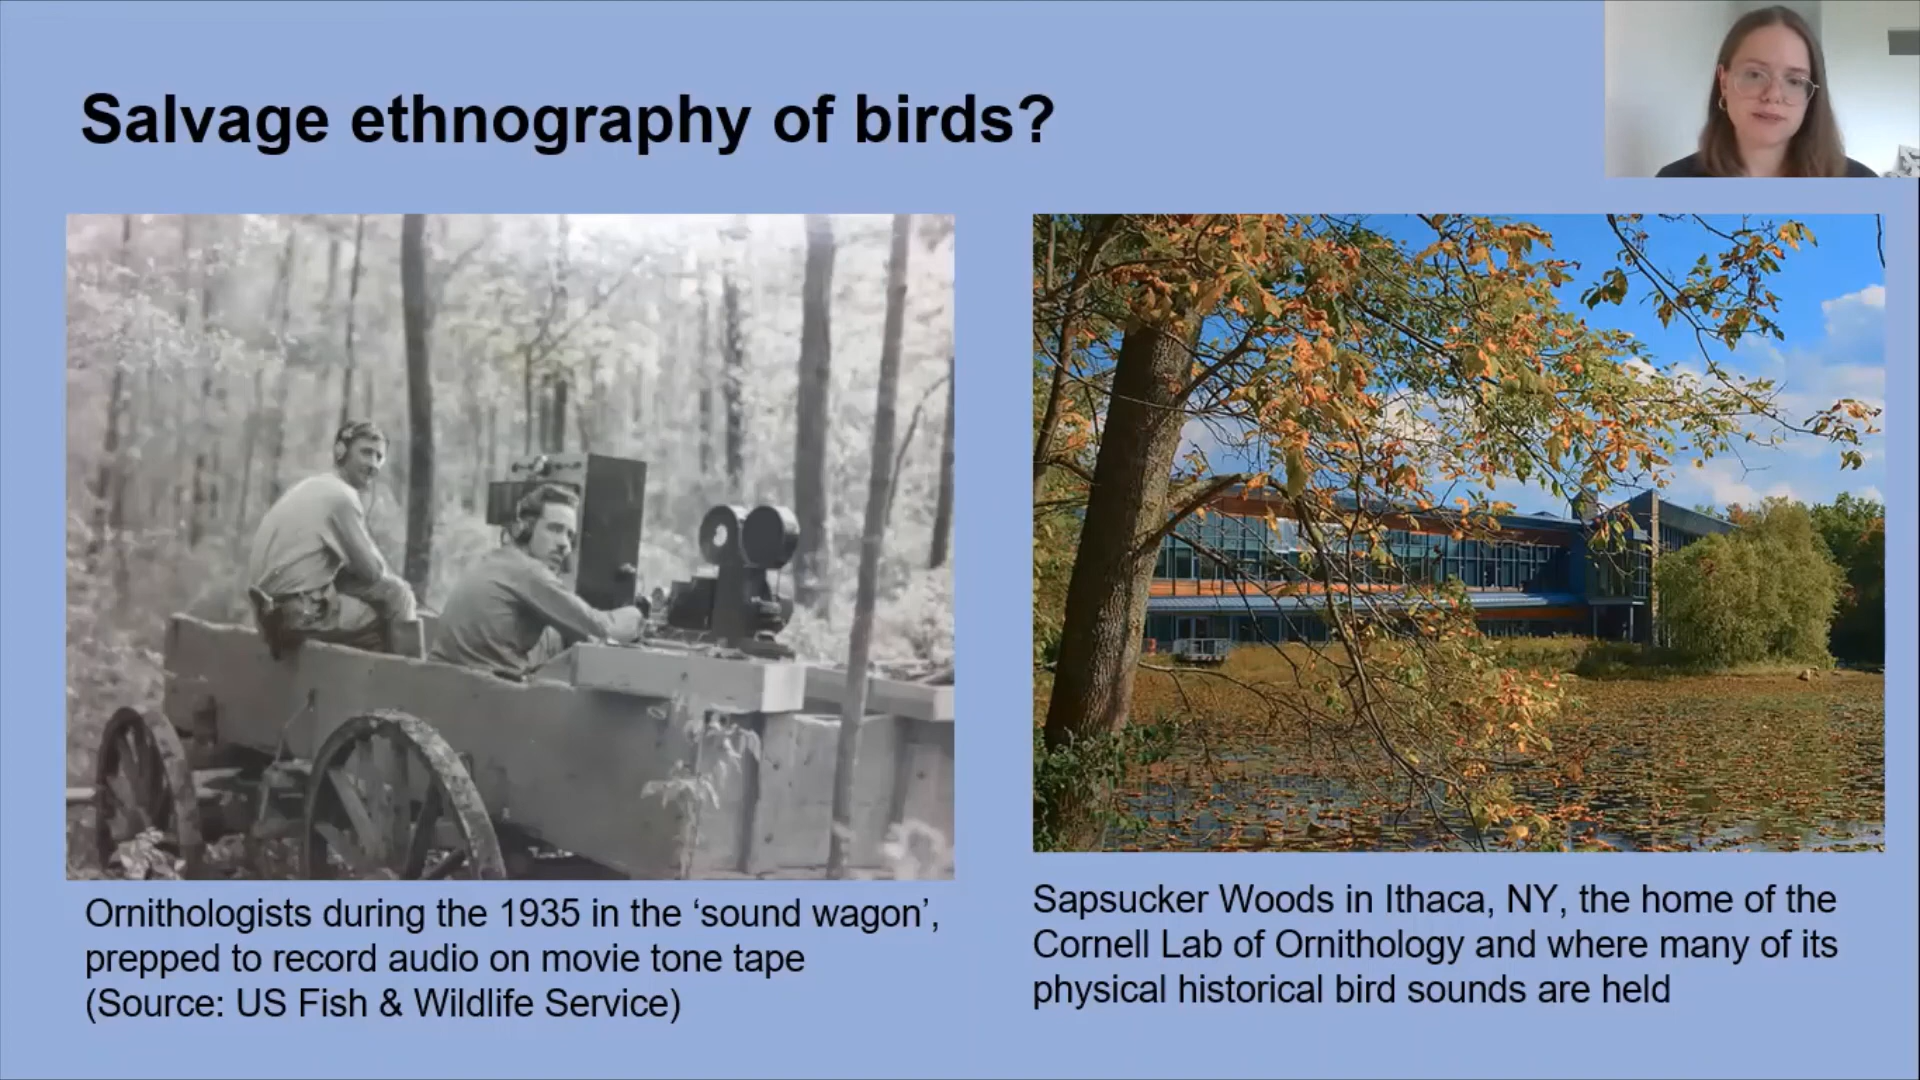 Salvage ethnography of birds?
Ornithologists during the 1935 in the ‘sound wagon’,
prepped to record audio on movie tone tape
(Source: US Fish & Wildlife Service)
Sapsucker Woods in Ithaca, NY, the home of the
Cornell Lab of Ornithology and where many of its
physical historical bird sounds are held